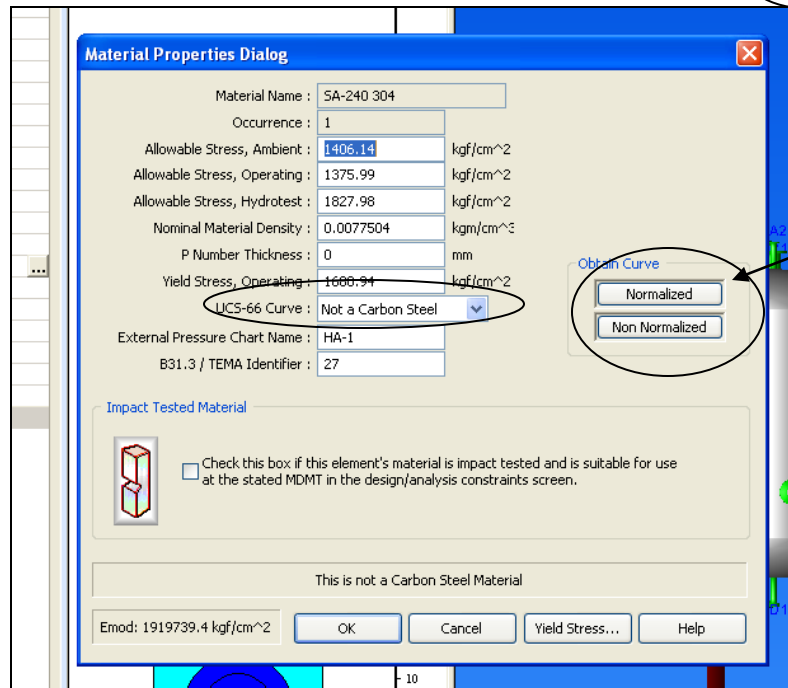 Material Properties Dialog
Material Name : SA-240 304
Occurrence : 1
Allowable Stress, Ambient : 1406.14 kgf/cm^2
Allowable Stress, Operating : 1375.99 kgf/cm^2
Allowable Stress, Hydrotest : 1827.98 kgf/cm^2
Nominal Material Density : 0.0077504 kgm/cm^3
P Number Thickness : 0 mm
Yield Stress, Operating : 1688.94 kgf/cm^2
UCS-66 Curve : Not a Carbon Steel
External Pressure Chart Name : HA-1
B31.3 / TEMA Identifier : 27
...
Obtain Curve
Normalized
Non Normalized
Impact Tested Material
Check this box if this element's material is impact tested and is suitable for use
at the stated MDMT in the design/analysis constraints screen.
This is not a Carbon Steel Material
Emod: 1919739.4 kgf/cm^2 OK Cancel Yield Stress... Help
10